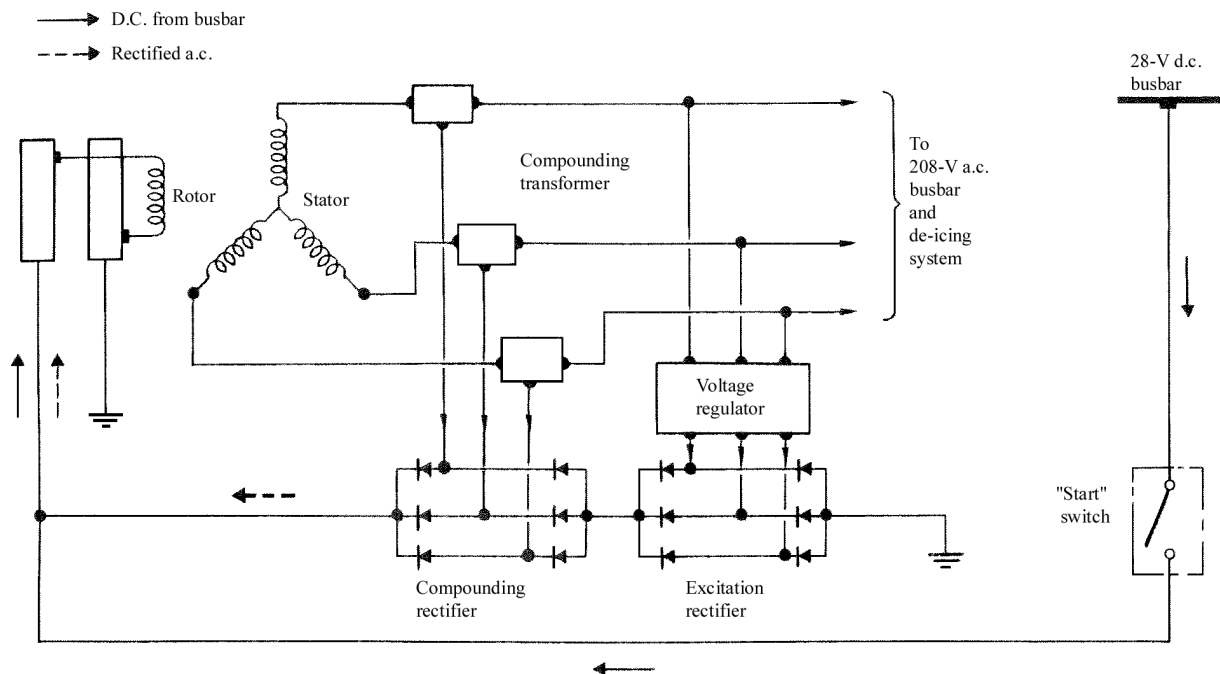 D.C. from busbar
Rectified a.c.
28-V d.c.
busbar
Compounding
transformer
To
208-V a.c.
busbar
and
de-icing
system
Rotor
Stator
Voltage
regulator
"Start"
switch
Compounding
rectifier
Excitation
rectifier